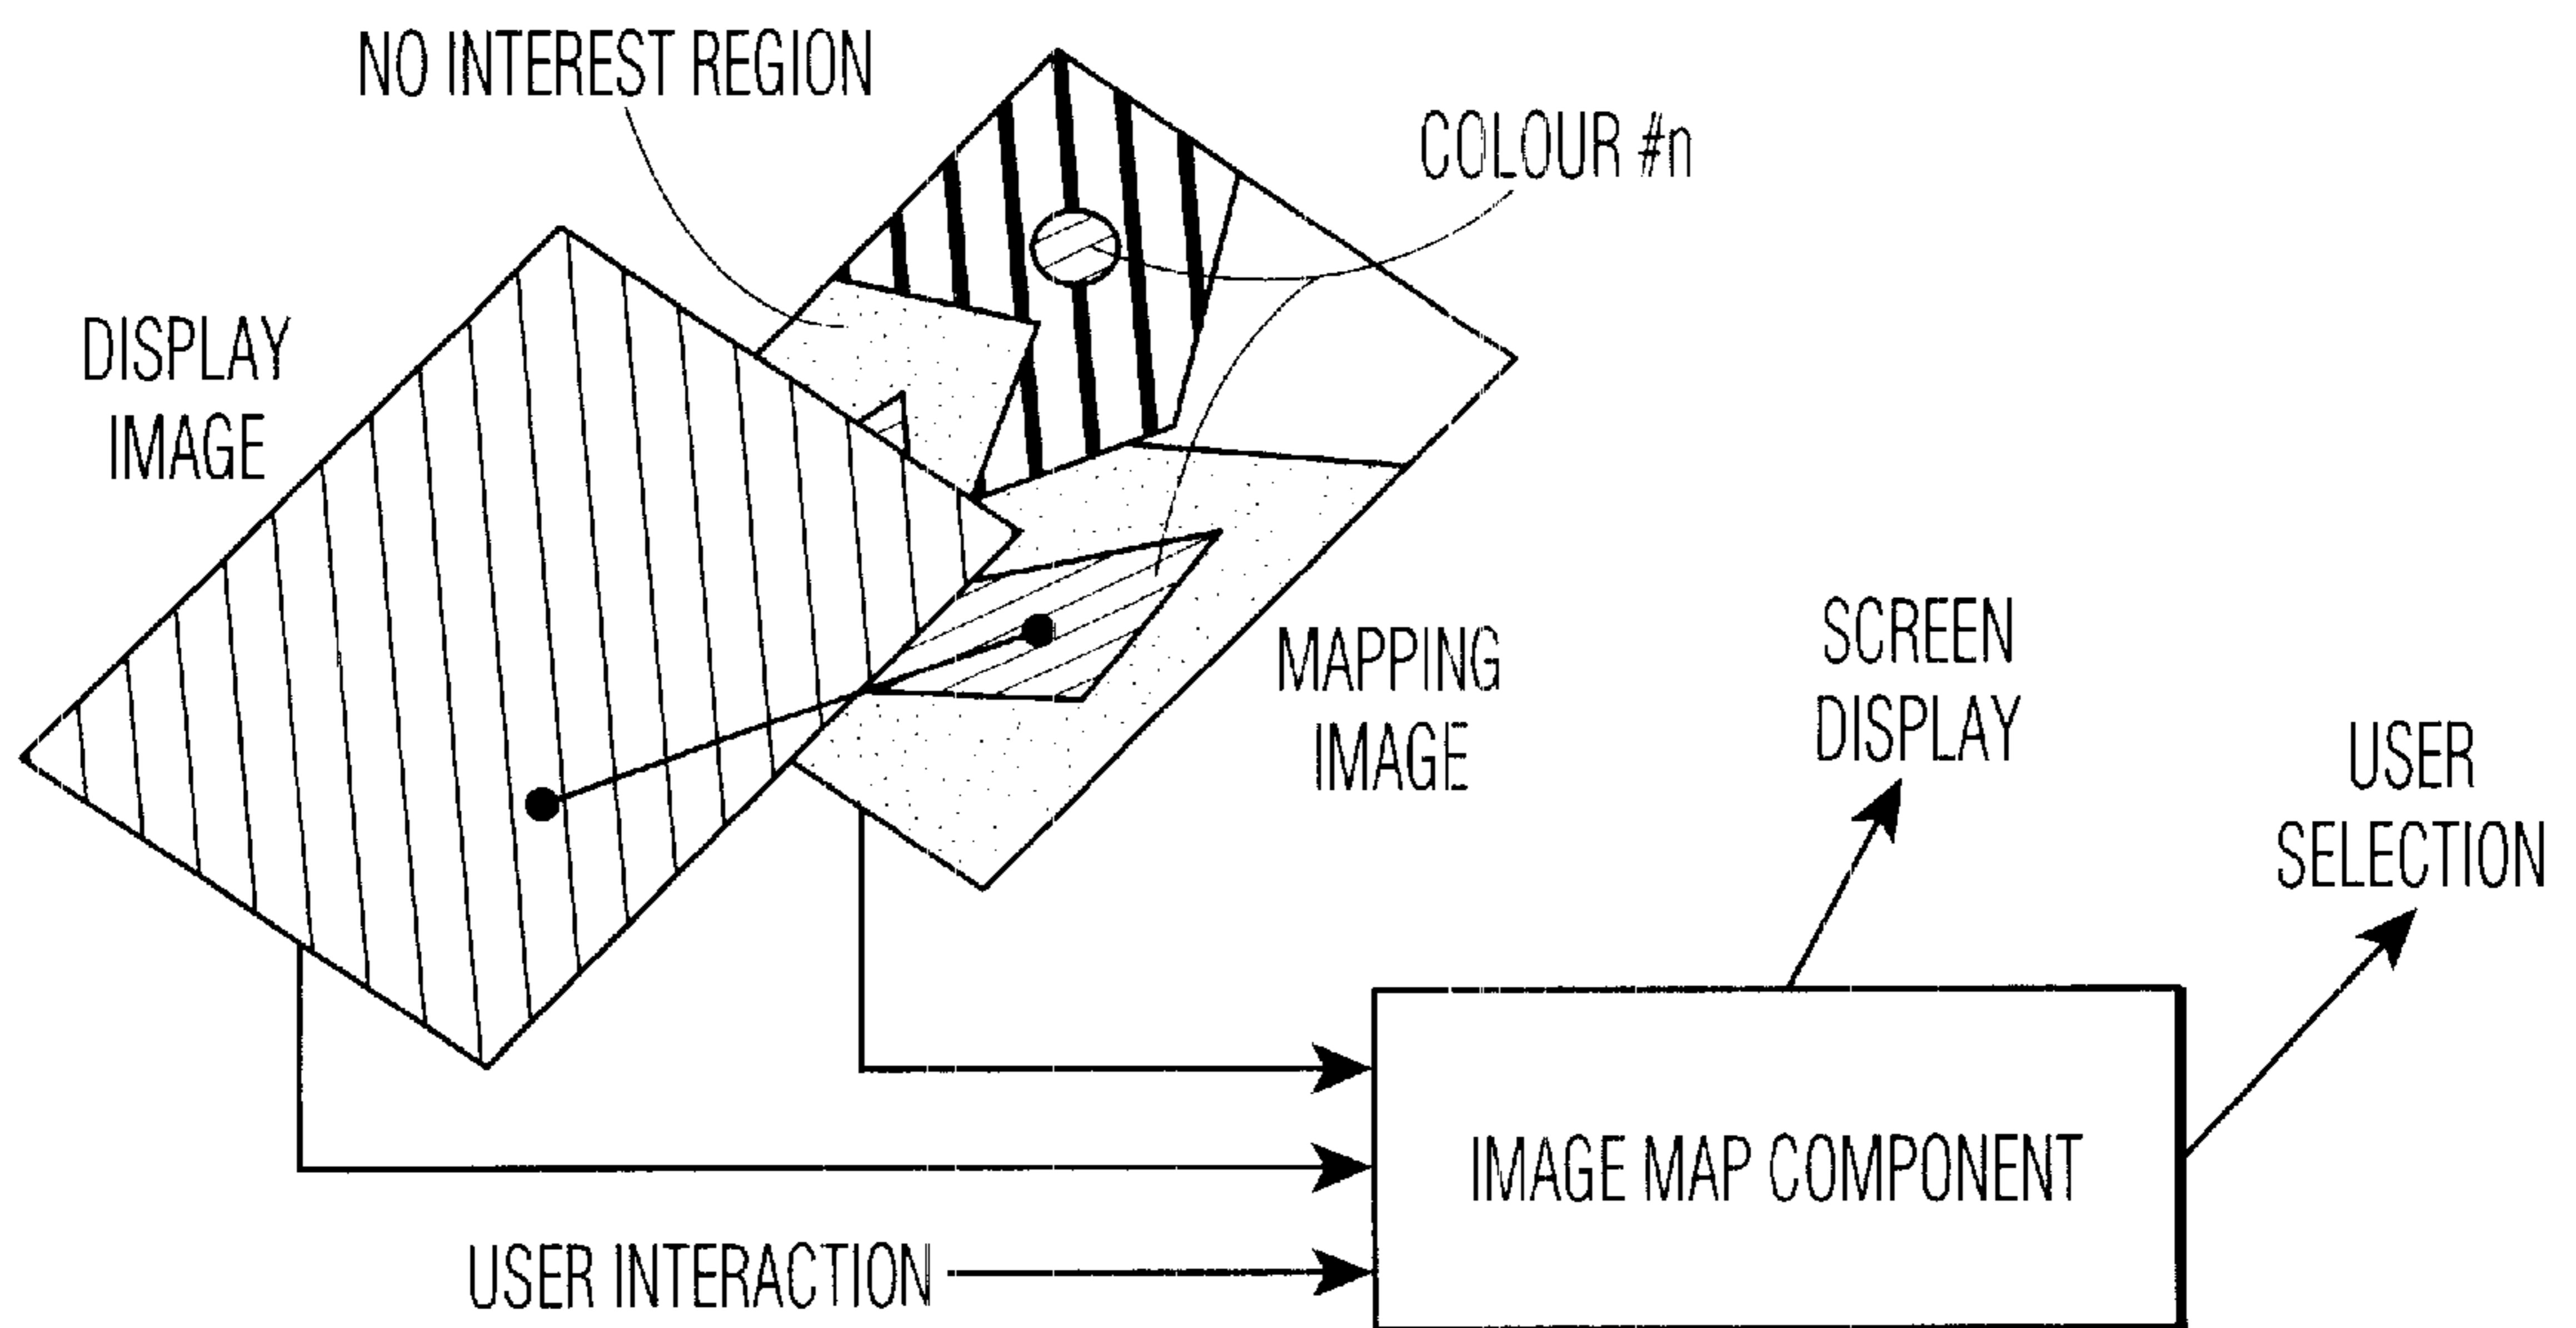 NO INTEREST REGION
COLOUR #n
DISPLAY
IMAGE
MAPPING
IMAGE
SCREEN
DISPLAY
USER
SELECTION
IMAGE MAP COMPONENT
USER INTERACTION